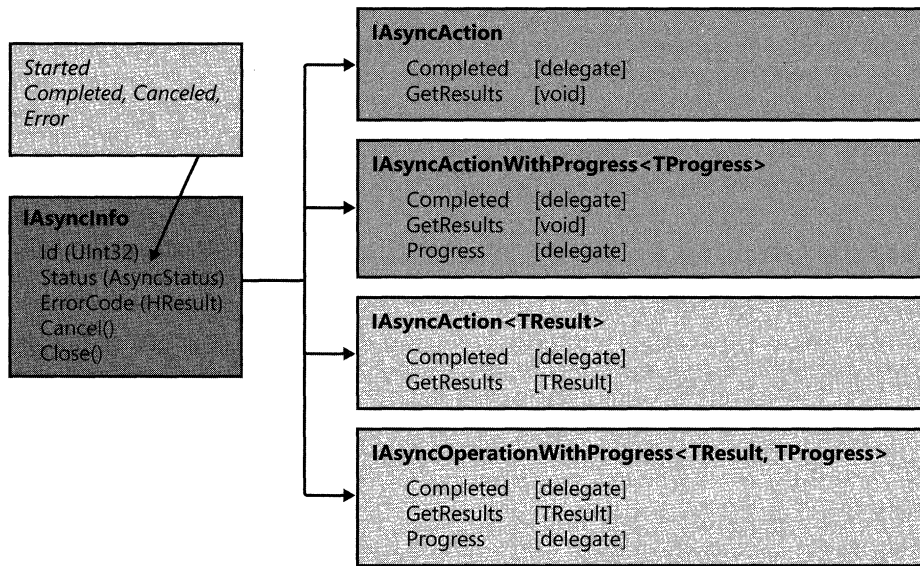 Started
Completed, Canceled,
Error
IAsyncInfo
Id (UInt32)
Status (AsyncStatus)
ErrorCode (HResult)
Cancel()
Close()
IAsyncAction
Completed [delegate]
GetResults [void]
IAsyncActionWithProgress<TProgress>
Completed [delegate]
GetResults [void]
Progress [delegate]
IAsyncAction<TResult>
Completed [delegate]
GetResults [TResult]
IAsyncOperationWithProgress<TResult, TProgress>
Completed [delegate]
GetResults [TResult]
Progress [delegate]